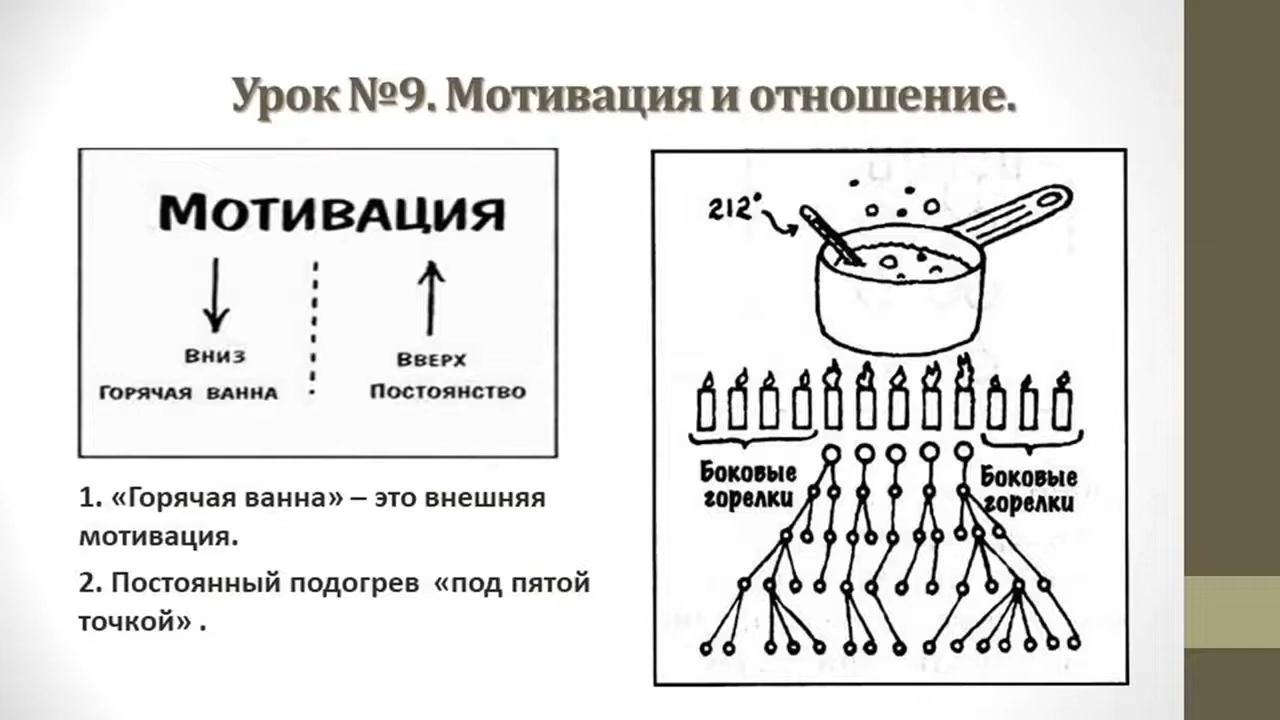 Урок №9. Мотивация и отношение.
Мотивация
Вниз
Горячая ванна
Вверх
Постоянство
1. «Горячая ванна» – это внешняя
мотивация.
2. Постоянный подогрев «под пятой
точкой» .
212°
Боковые
горелки
Боковые
горелки